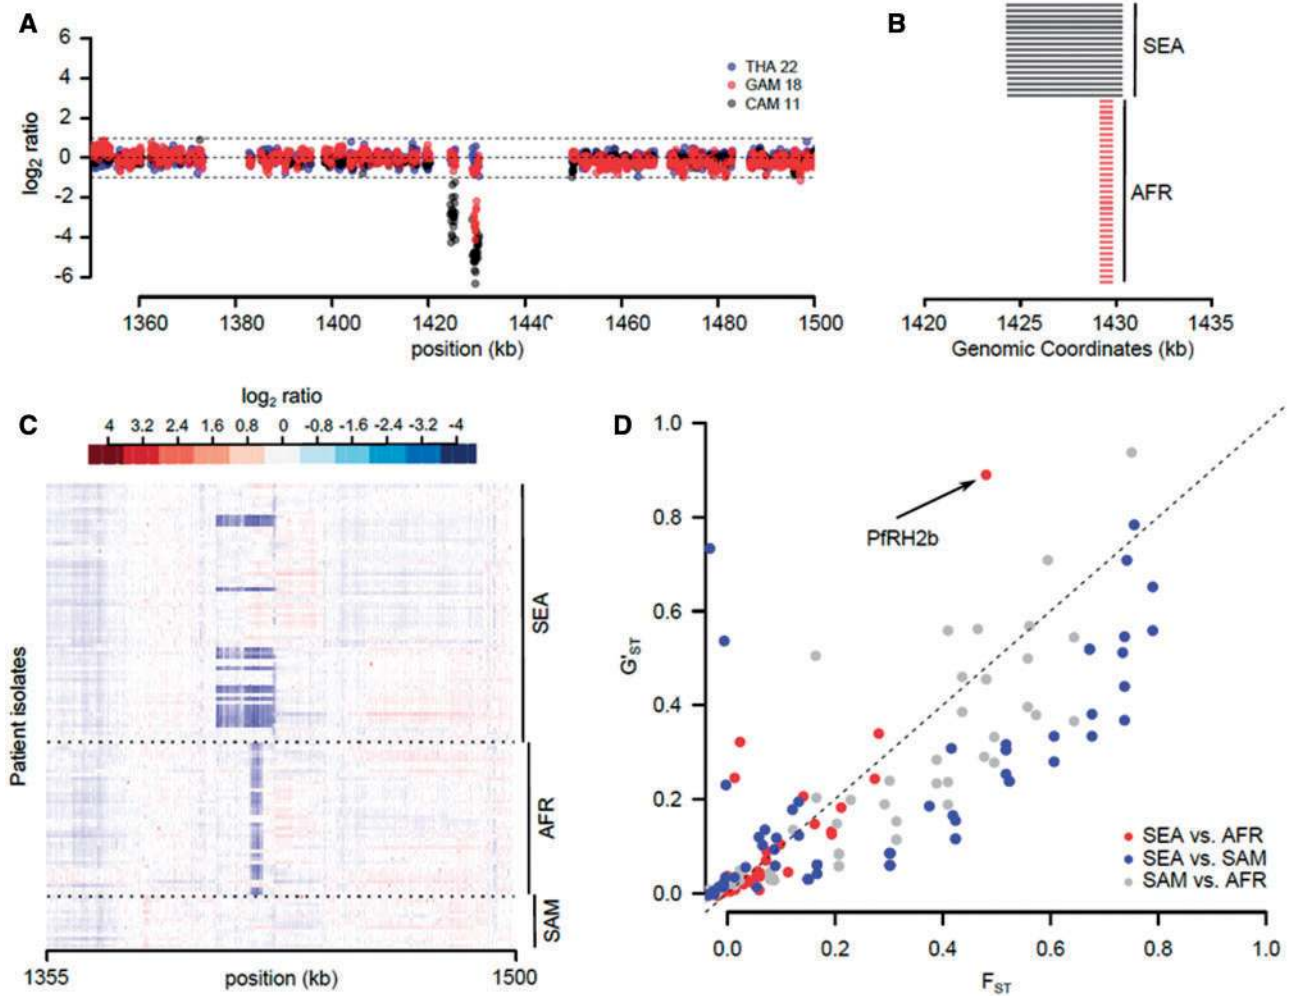 A
6
4
2
0
-2
-4
-6
log2 ratio
THA 22
GAM 18
CAM 11
1360
1380
1400
1420
1440
1460
1480
1500
position (kb)
B
SEA
AFR
1420
1425
1430
1435
Genomic Coordinates (kb)
C
log2 ratio
4 3.2 2.4 1.6 0.8 0 -0.8 -1.6 -2.4 -3.2 -4
Patient isolates
SEA
AFR
SAM
1355
position (kb)
1500
D
1.0
0.8
0.6
0.4
0.2
0.0
G'ST
PfRH2b
SEA vs. AFR
SEA vs. SAM
SAM vs. AFR
0.0
0.2
0.4
0.6
0.8
1.0
FST